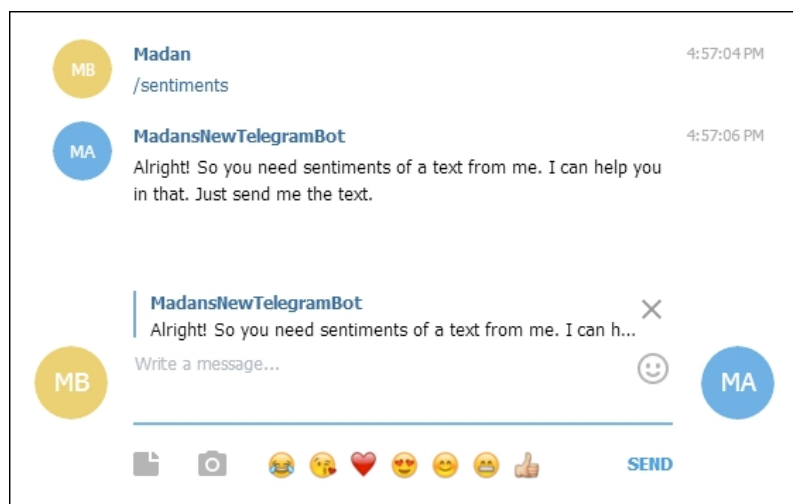 MB
Madan
4:57:04 PM
/sentiments
MA
MadansNewTelegramBot
4:57:06 PM
Alright! So you need sentiments of a text from me. I can help you
in that. Just send me the text.
MadansNewTelegramBot
Alright! So you need sentiments of a text from me. I can h...
MB
Write a message...
MA
SEND